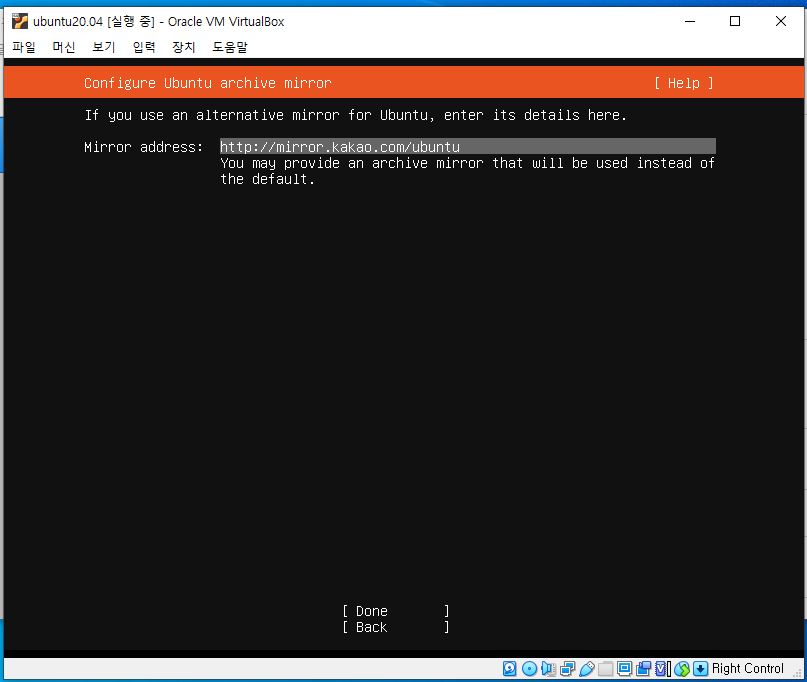 ubuntu20.04 [실행 중] - Oracle VM VirtualBox
파일 머신 보기 입력 장치 도움말
Configure Ubuntu archive mirror [ Help ]
If you use an alternative mirror for Ubuntu, enter its details here.
Mirror address: http://mirror.kakao.com/ubuntu
You may provide an archive mirror that will be used instead of
the default.
[ Done ]
[ Back ]
Right Control